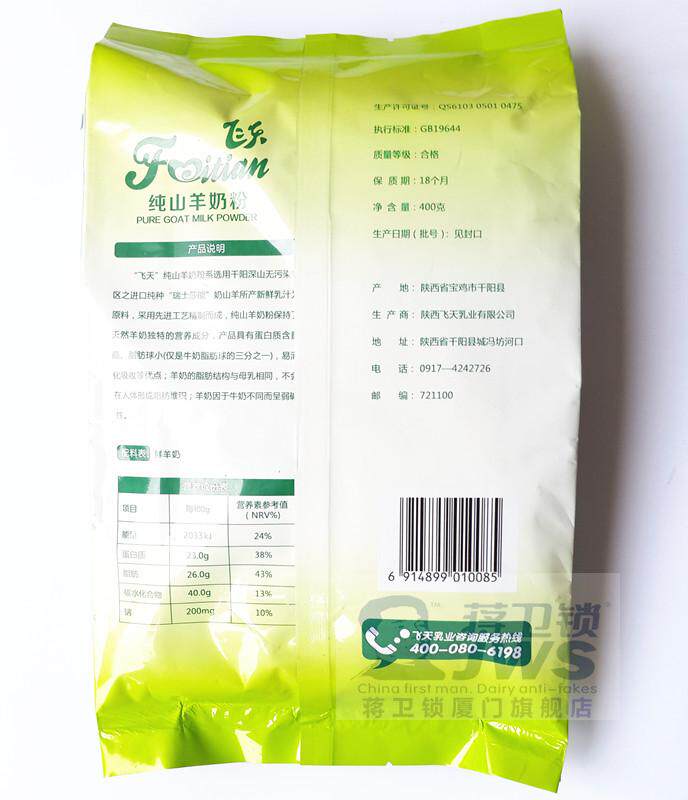 飞天
Feitian
纯山羊奶粉
PURE GOAT MILK POWDER
产品说明
“飞天”纯山羊奶粉系选用千阳深山无污染
区之进口纯种“瑞士莎能”奶山羊所产新鲜乳汁为
原料，采用先进工艺精制而成，纯山羊奶粉保持了
天然羊奶独特的营养成分，产品具有蛋白质含量
高、脂肪球小(仅是牛奶脂肪球的三分之一)，易消
化吸收等优点；羊奶的脂肪结构与母乳相同，不会
在人体形成脂肪堆积；羊奶因于牛奶不同而呈弱碱
性。
配料表 鲜羊奶
项目 每100g 营养素参考值
(NRV%)
能量 2033kJ 24%
蛋白质 23.0g 38%
脂肪 26.0g 43%
碳水化合物 40.0g 13%
钠 200mg 10%
生产许可证号：QS6103 0501 0475
执行标准：GB19644
质量等级：合格
保质期：18个月
净含量：400克
生产日期（批号）：见封口
产地：陕西省宝鸡市千阳县
生产商：陕西飞天乳业有限公司
地址：陕西省千阳县城冯坊河口
电话：0917—4242726
邮编：721100
6 914899 010085
飞天乳业咨询服务热线
400-080-6198
蒋卫锁
JWS
China first man. Dairy anti-fakes
蒋卫锁厦门旗舰店